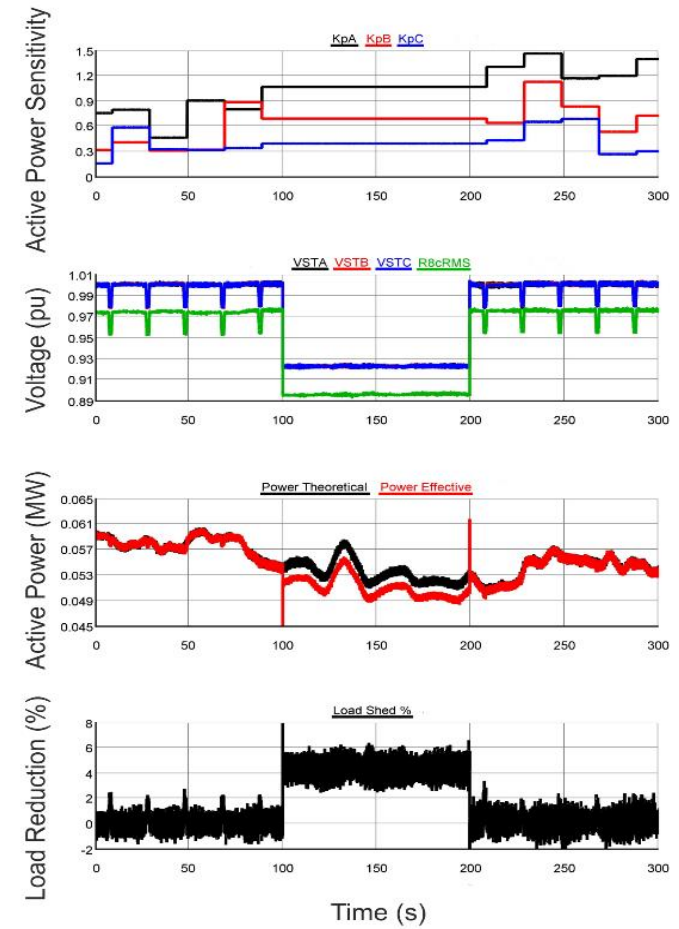 KpA KpB KpC
Active Power Sensitivity
1.5
1.2
0.9
0.6
0.3
0
0 50 100 150 200 250 300
VSTA VSTB VSTC R8cRMS
Voltage (pu)
1.01
0.99
0.97
0.95
0.93
0.91
0.89
0 50 100 150 200 250 300
Power Theoretical Power Effective
Active Power (MW)
0.065
0.061
0.057
0.053
0.049
0.045
0 50 100 150 200 250 300
Load Shed %
Load Reduction (%)
8
6
4
2
0
-2
0 50 100 150 200 250 300
Time (s)